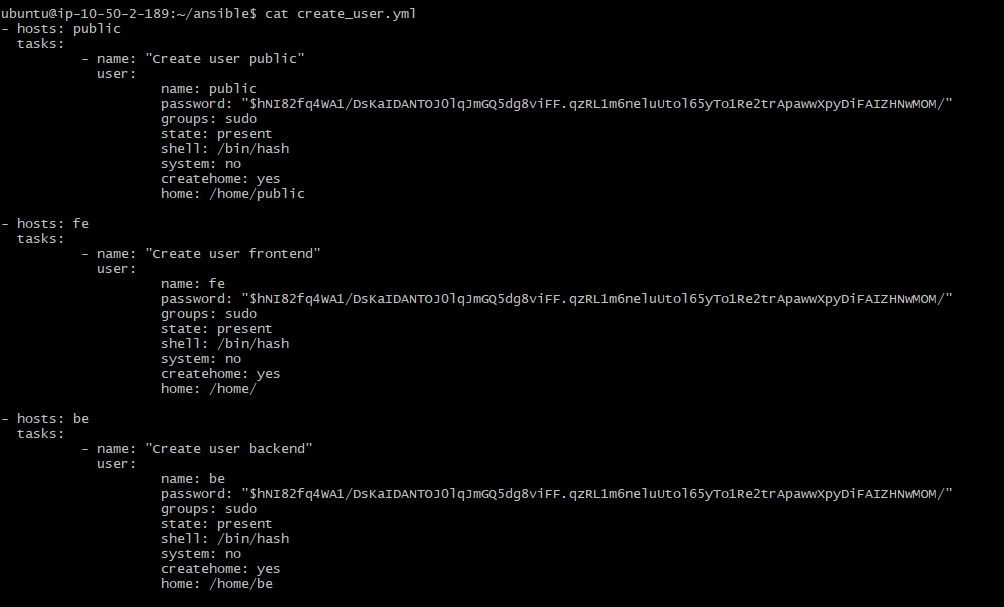 ubuntu@ip-10-50-2-189:~/ansible$ cat create_user.yml
- hosts: public
  tasks:
          - name: "Create user public"
            user:
                    name: public
                    password: "$hNI82fq4WA1/DsKaIDANTOJOlqJmGQ5dg8viFF.qzRL1m6neluUtol65yTo1Re2trApawwXpyDiFAIZHNwMOM/"
                    groups: sudo
                    state: present
                    shell: /bin/hash
                    system: no
                    createhome: yes
                    home: /home/public

- hosts: fe
  tasks:
          - name: "Create user frontend"
            user:
                    name: fe
                    password: "$hNI82fq4WA1/DsKaIDANTOJOlqJmGQ5dg8viFF.qzRL1m6neluUtol65yTo1Re2trApawwXpyDiFAIZHNwMOM/"
                    groups: sudo
                    state: present
                    shell: /bin/hash
                    system: no
                    createhome: yes
                    home: /home/

- hosts: be
  tasks:
          - name: "Create user backend"
            user:
                    name: be
                    password: "$hNI82fq4WA1/DsKaIDANTOJOlqJmGQ5dg8viFF.qzRL1m6neluUtol65yTo1Re2trApawwXpyDiFAIZHNwMOM/"
                    groups: sudo
                    state: present
                    shell: /bin/hash
                    system: no
                    createhome: yes
                    home: /home/be